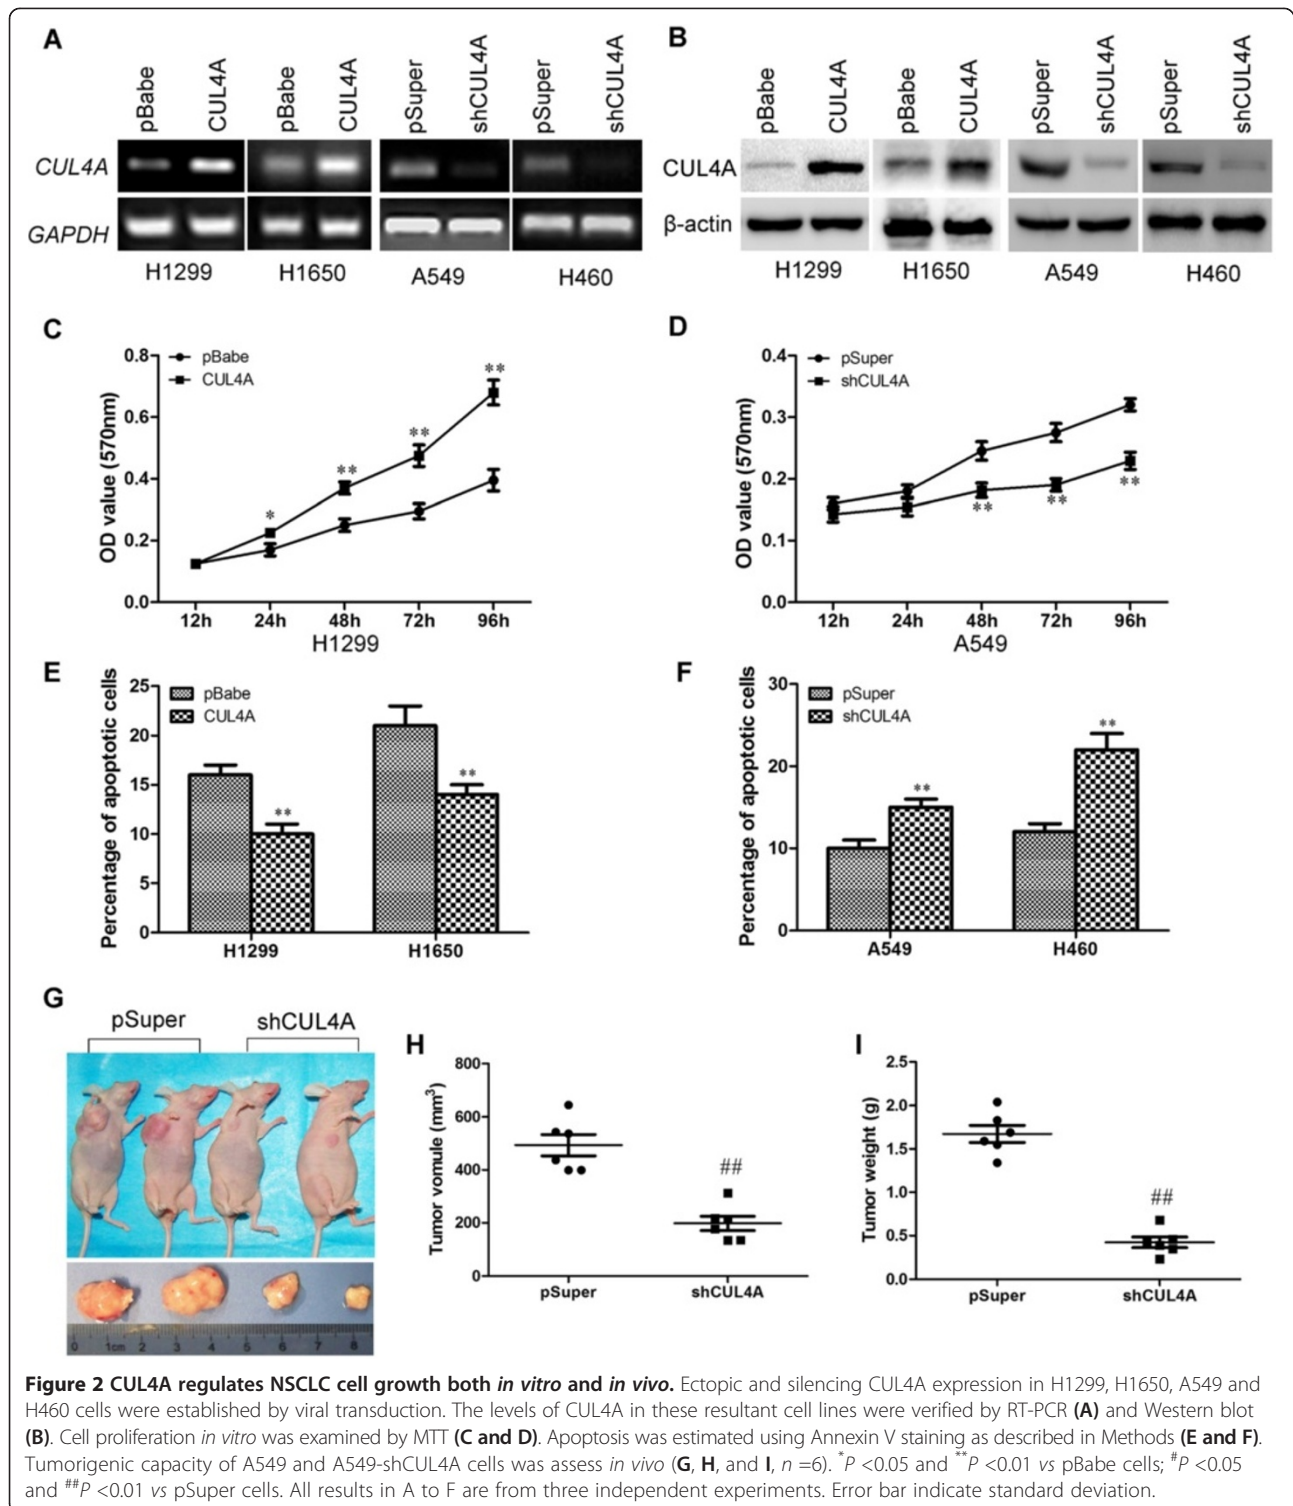 A
pBabe
CUL4A
pBabe
CUL4A
pSuper
shCUL4A
pSuper
shCUL4A
CUL4A
GAPDH
H1299
H1650
A549
H460
B
pBabe
CUL4A
pBabe
CUL4A
pSuper
shCUL4A
pSuper
shCUL4A
CUL4A
β-actin
H1299
H1650
A549
H460
C
OD value (570nm)
0.8
0.6
0.4
0.2
0.0
pBabe
CUL4A
*
**
**
**
12h 24h 48h 72h 96h
H1299
D
OD value (570nm)
0.4
0.3
0.2
0.1
0.0
pSuper
shCUL4A
**
**
**
12h 24h 48h 72h 96h
A549
E
Percentage of apoptotic cells
25
20
15
10
5
0
pBabe
CUL4A
**
**
H1299 H1650
F
Percentage of apoptotic cells
30
20
10
0
pSuper
shCUL4A
**
**
A549 H460
G
pSuper shCUL4A
0 1cm 2 3 4 5 6 7 8
H
Tumor vomule (mm³)
800
600
400
200
0
##
pSuper shCUL4A
I
Tumor weight (g)
2.5
2.0
1.5
1.0
0.5
0.0
##
pSuper shCUL4A
Figure 2 CUL4A regulates NSCLC cell growth both in vitro and in vivo. Ectopic and silencing CUL4A expression in H1299, H1650, A549 and
H460 cells were established by viral transduction. The levels of CUL4A in these resultant cell lines were verified by RT-PCR (A) and Western blot
(B). Cell proliferation in vitro was examined by MTT (C and D). Apoptosis was estimated using Annexin V staining as described in Methods (E and F).
Tumorigenic capacity of A549 and A549-shCUL4A cells was assess in vivo (G, H, and I, n =6). *P <0.05 and **P <0.01 vs pBabe cells; #P <0.05
and ##P <0.01 vs pSuper cells. All results in A to F are from three independent experiments. Error bar indicate standard deviation.